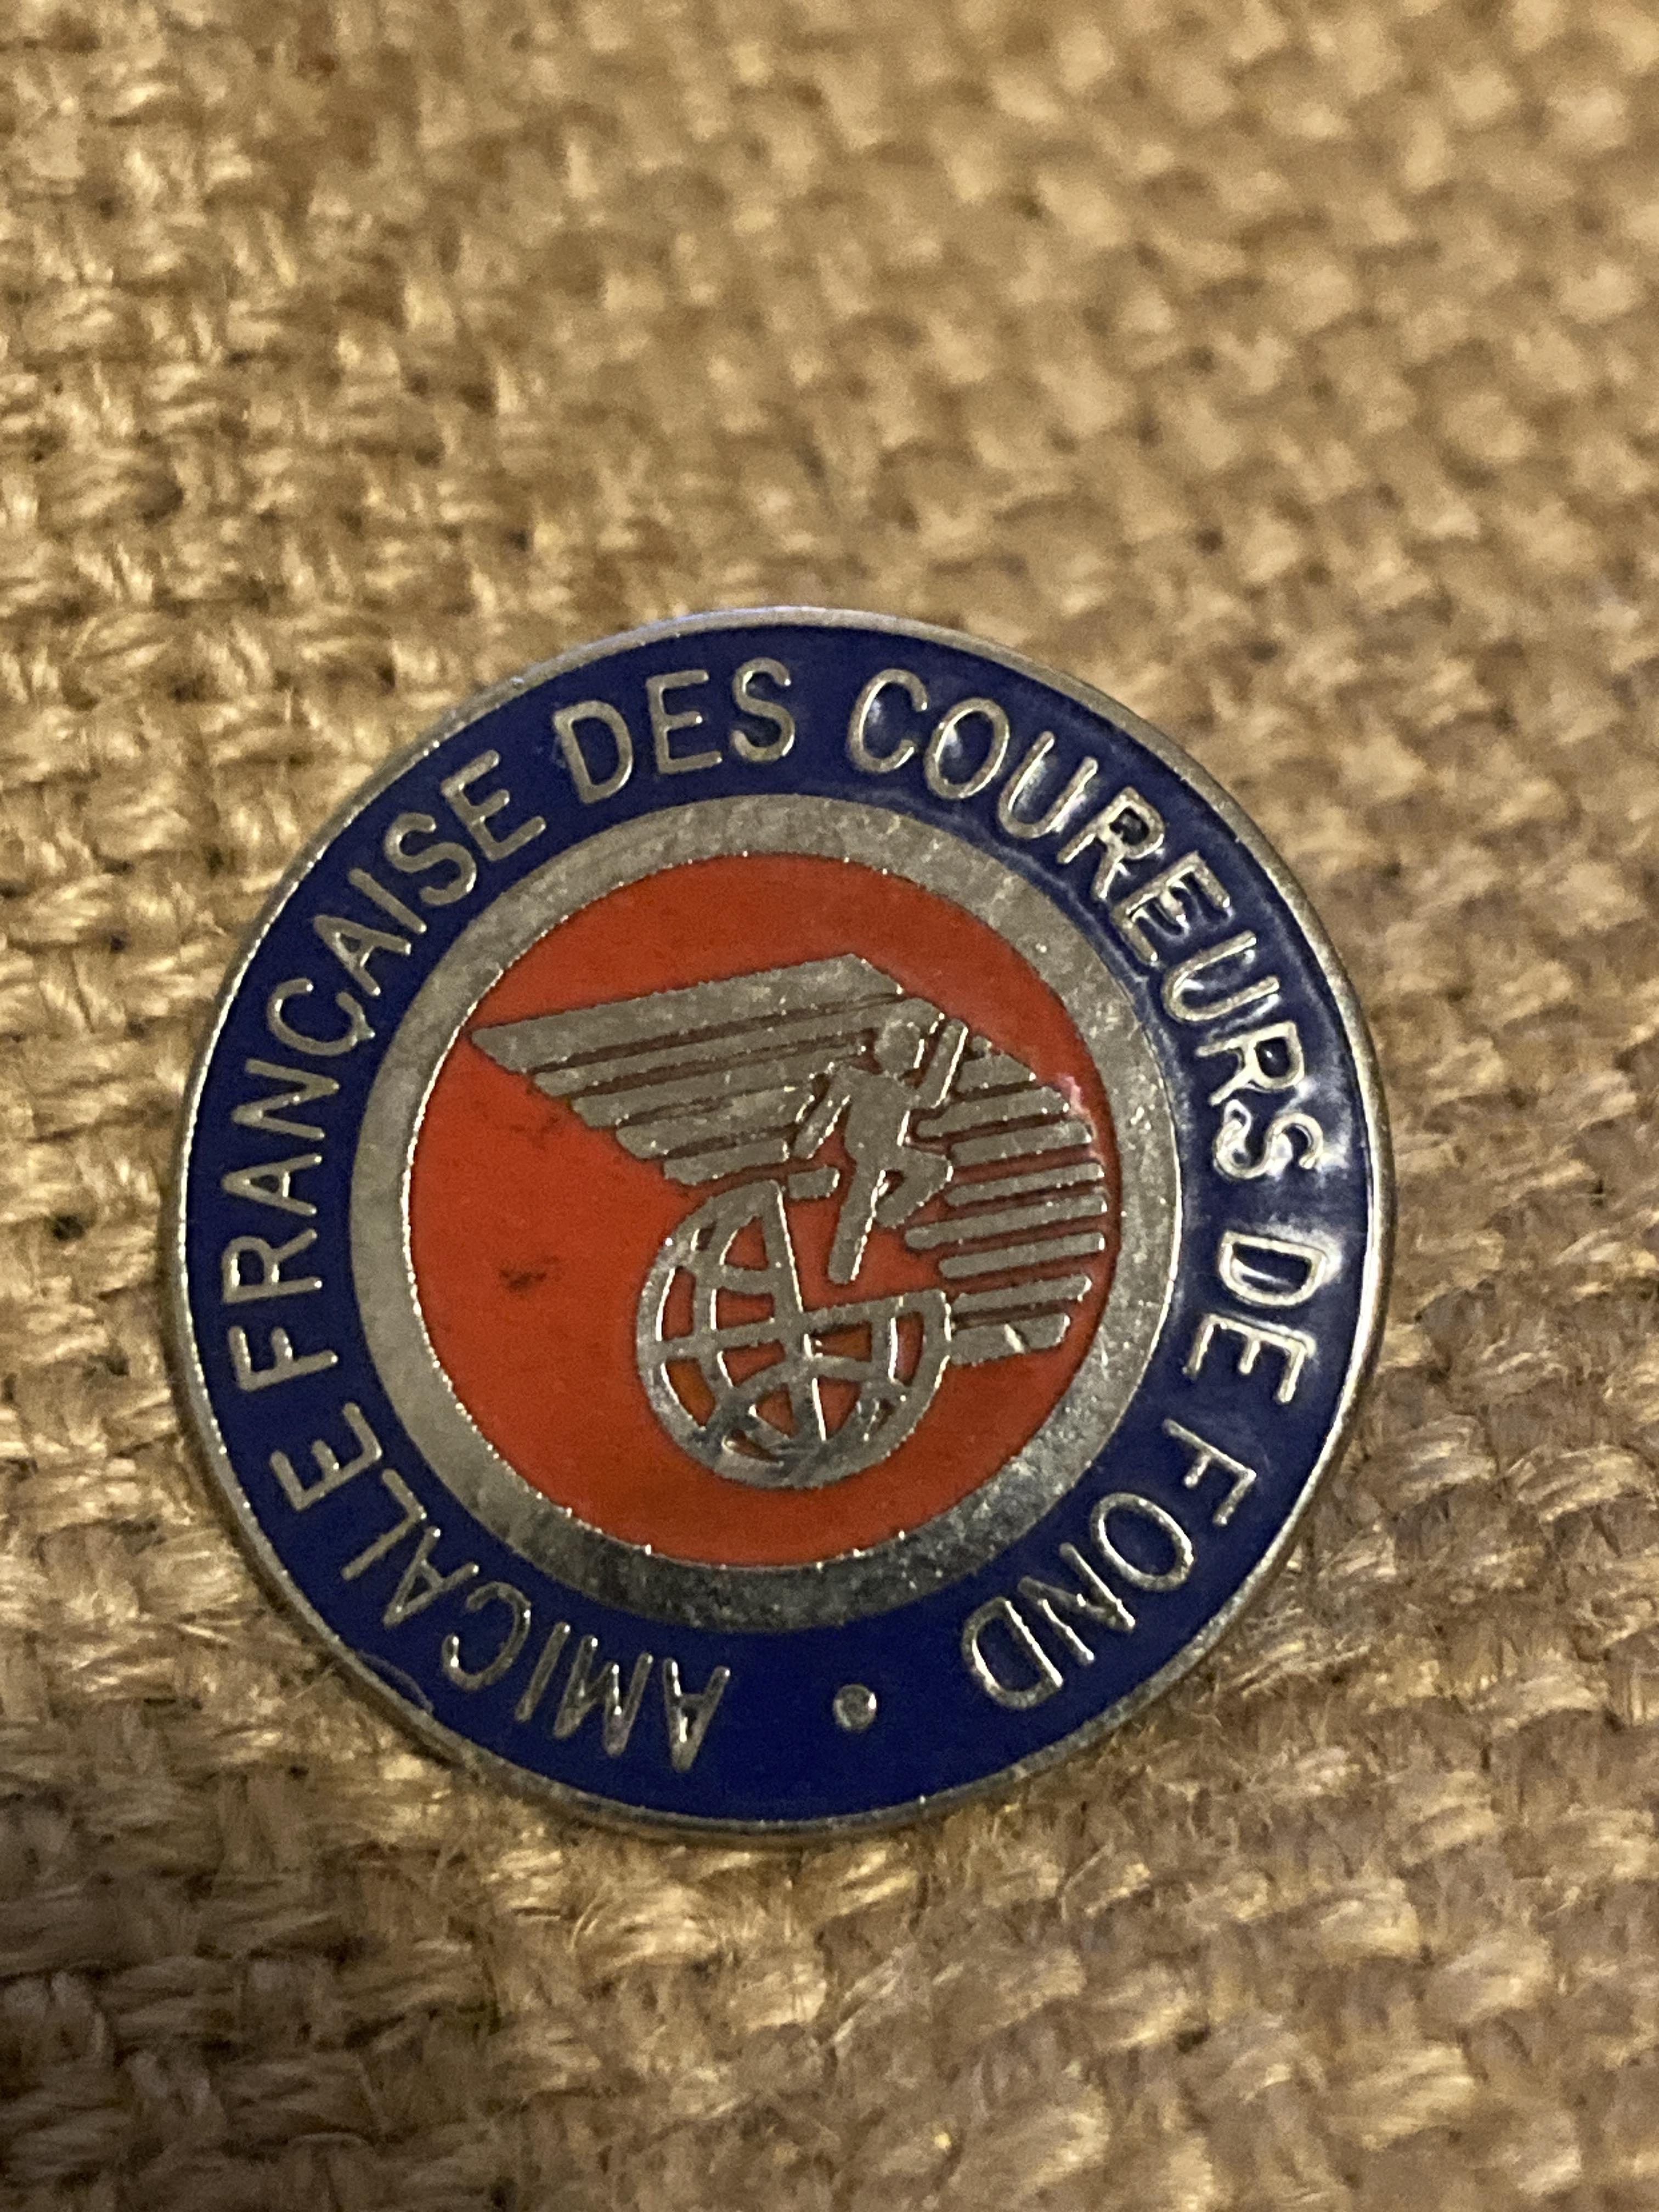 AMICALE FRANÇAISE DES COUREURS DE FOND •